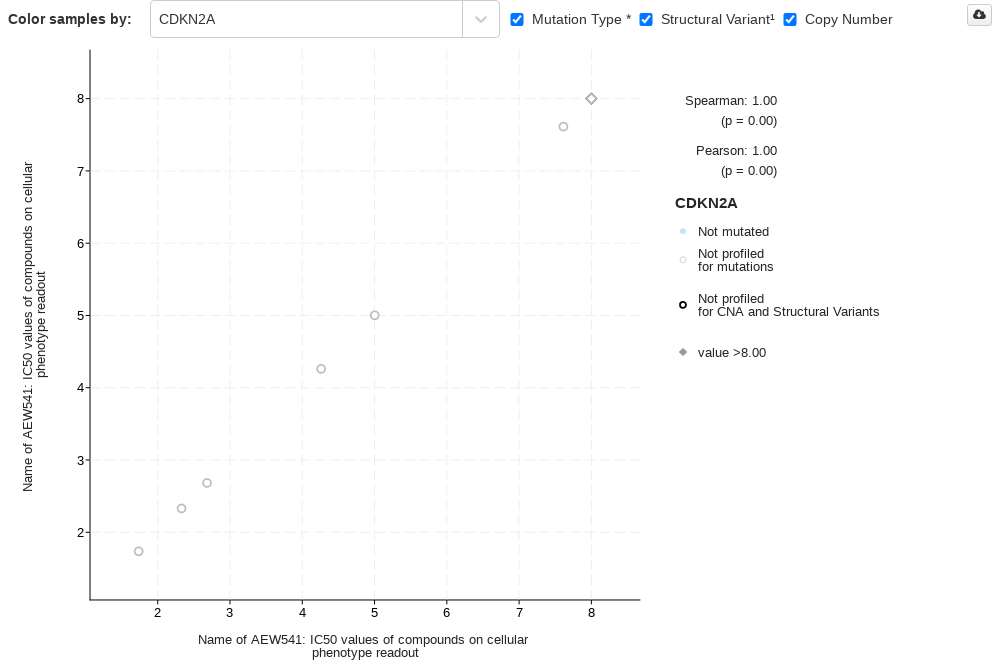 Color samples by:
CDKN2A
Mutation Type *
Structural Variant¹
Copy Number
8
7
6
5
4
3
2
Name of AEW541: IC50 values of compounds on cellular
phenotype readout
2 3 4 5 6 7 8
Name of AEW541: IC50 values of compounds on cellular
phenotype readout
Spearman: 1.00
(p = 0.00)
Pearson: 1.00
(p = 0.00)
CDKN2A
Not mutated
Not profiled
for mutations
Not profiled
for CNA and Structural Variants
value >8.00